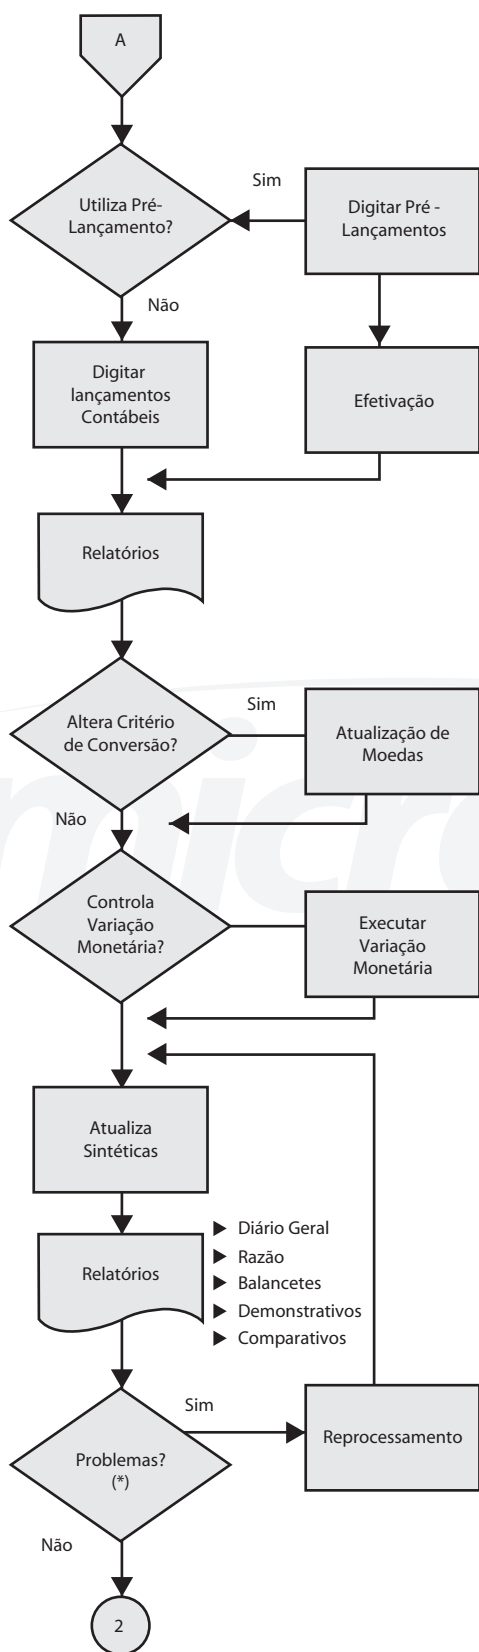 A
Utiliza Pré-
Lançamento?
Sim
Digitar Pré -
Lançamentos
Não
Digitar
lançamentos
Contábeis
Efetivação
Relatórios
Altera Critério
de Conversão?
Sim
Atualização de
Moedas
Não
Controla
Variação
Monetária?
Executar
Variação
Monetária
Atualiza
Sintéticas
Relatórios
Diário Geral
Razão
Balancetes
Demonstrativos
Comparativos
Problemas?
(*)
Sim
Reprocessamento
Não
2